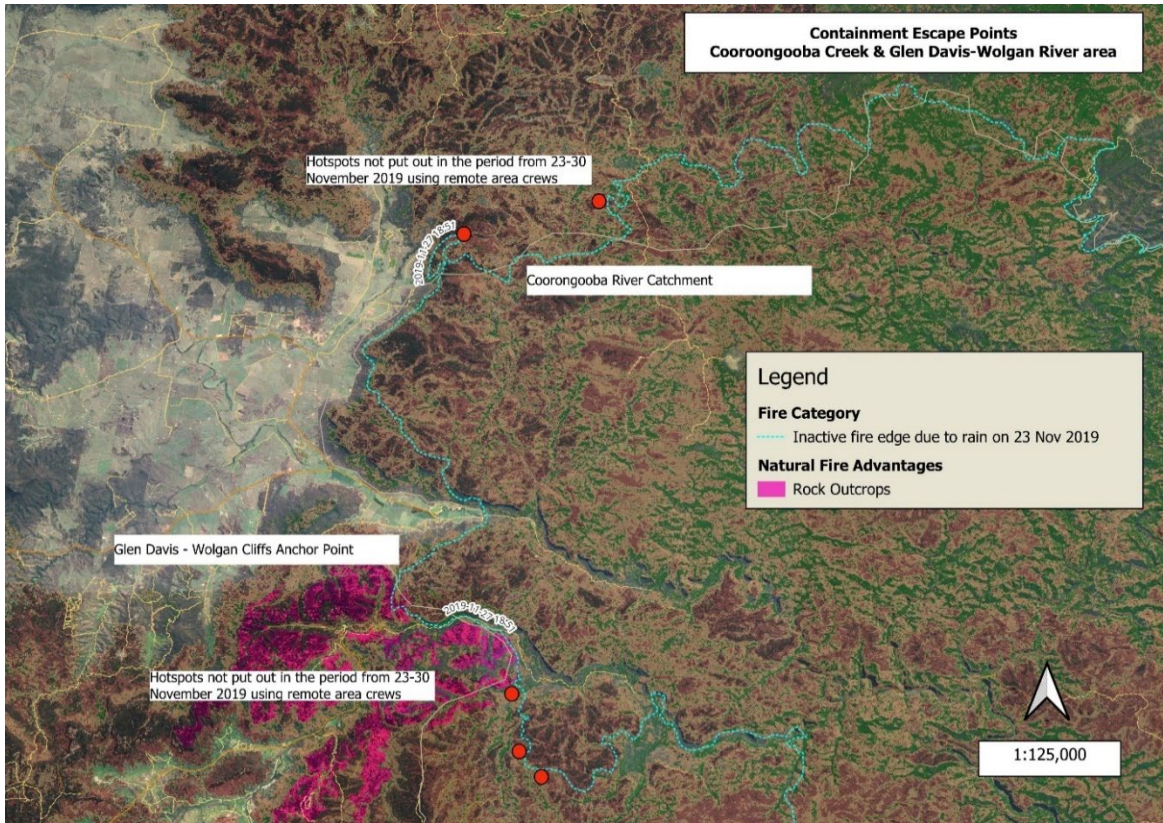 Containment Escape Points
Cooroongooba Creek & Glen Davis-Wolgan River area
Hotspots not put out in the period from 23-30
November 2019 using remote area crews
2019-11-27 18:51
Coorongooba River Catchment
Legend
Fire Category
Inactive fire edge due to rain on 23 Nov 2019
Natural Fire Advantages
Rock Outcrops
Glen Davis - Wolgan Cliffs Anchor Point
2019-11-27 18:51
Hotspots not put out in the period from 23-30
November 2019 using remote area crews
1:125,000